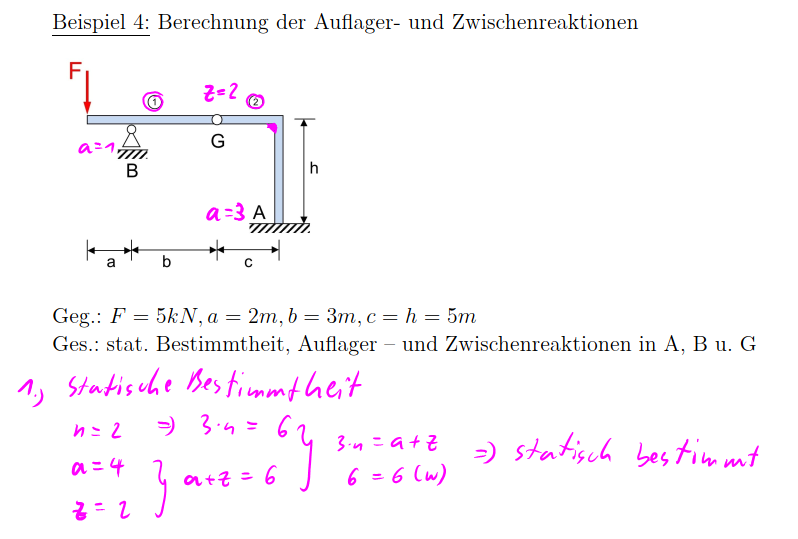 Beispiel 4: Berechnung der Auflager- und Zwischenreaktionen
F
① z=2 ②
a=1 G
B h
a=3 A
a b c
Geg.: F = 5kN, a = 2m, b = 3m, c = h = 5m
Ges.: stat. Bestimmtheit, Auflager – und Zwischenreaktionen in A, B u. G
1.) Statische Bestimmtheit
n = 2 ⇒ 3·n = 6 } 3·n = a+z ⇒ statisch bestimmt
a = 4 } a+z = 6 6 = 6 (w)
z = 2